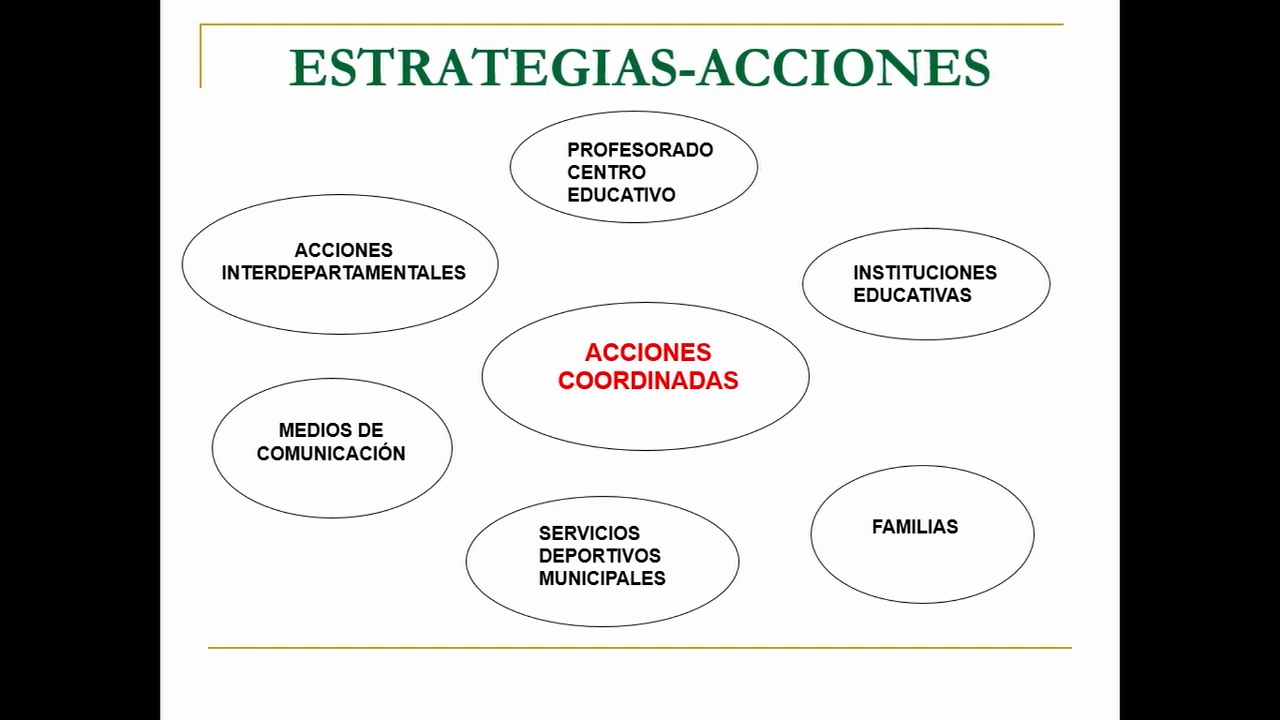 ESTRATEGIAS-ACCIONES
PROFESORADO
CENTRO
EDUCATIVO
ACCIONES
INTERDEPARTAMENTALES
INSTITUCIONES
EDUCATIVAS
ACCIONES
COORDINADAS
MEDIOS DE
COMUNICACIÓN
SERVICIOS
DEPORTIVOS
MUNICIPALES
FAMILIAS